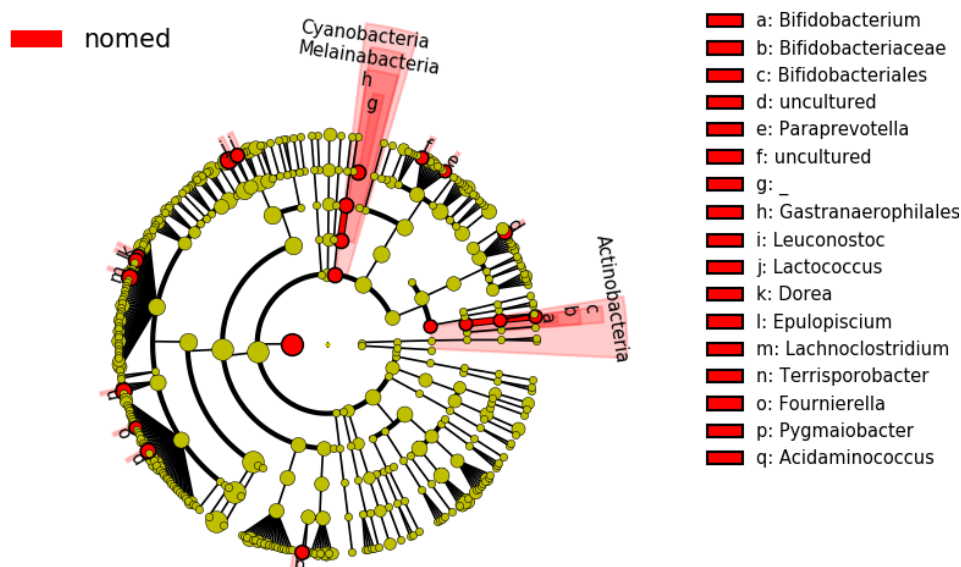 nomed
Cyanobacteria
Melainabacteria
h
g
f
e
d
Actinobacteria
a
b
c
k
m
a: Bifidobacterium
b: Bifidobacteriaceae
c: Bifidobacteriales
d: uncultured
e: Paraprevotella
f: uncultured
g: _
h: Gastranaerophilales
i: Leuconostoc
j: Lactococcus
k: Dorea
l: Epulopiscium
m: Lachnoclostridium
n: Terrisporobacter
o: Fournierella
p: Pygmaiobacter
q: Acidaminococcus